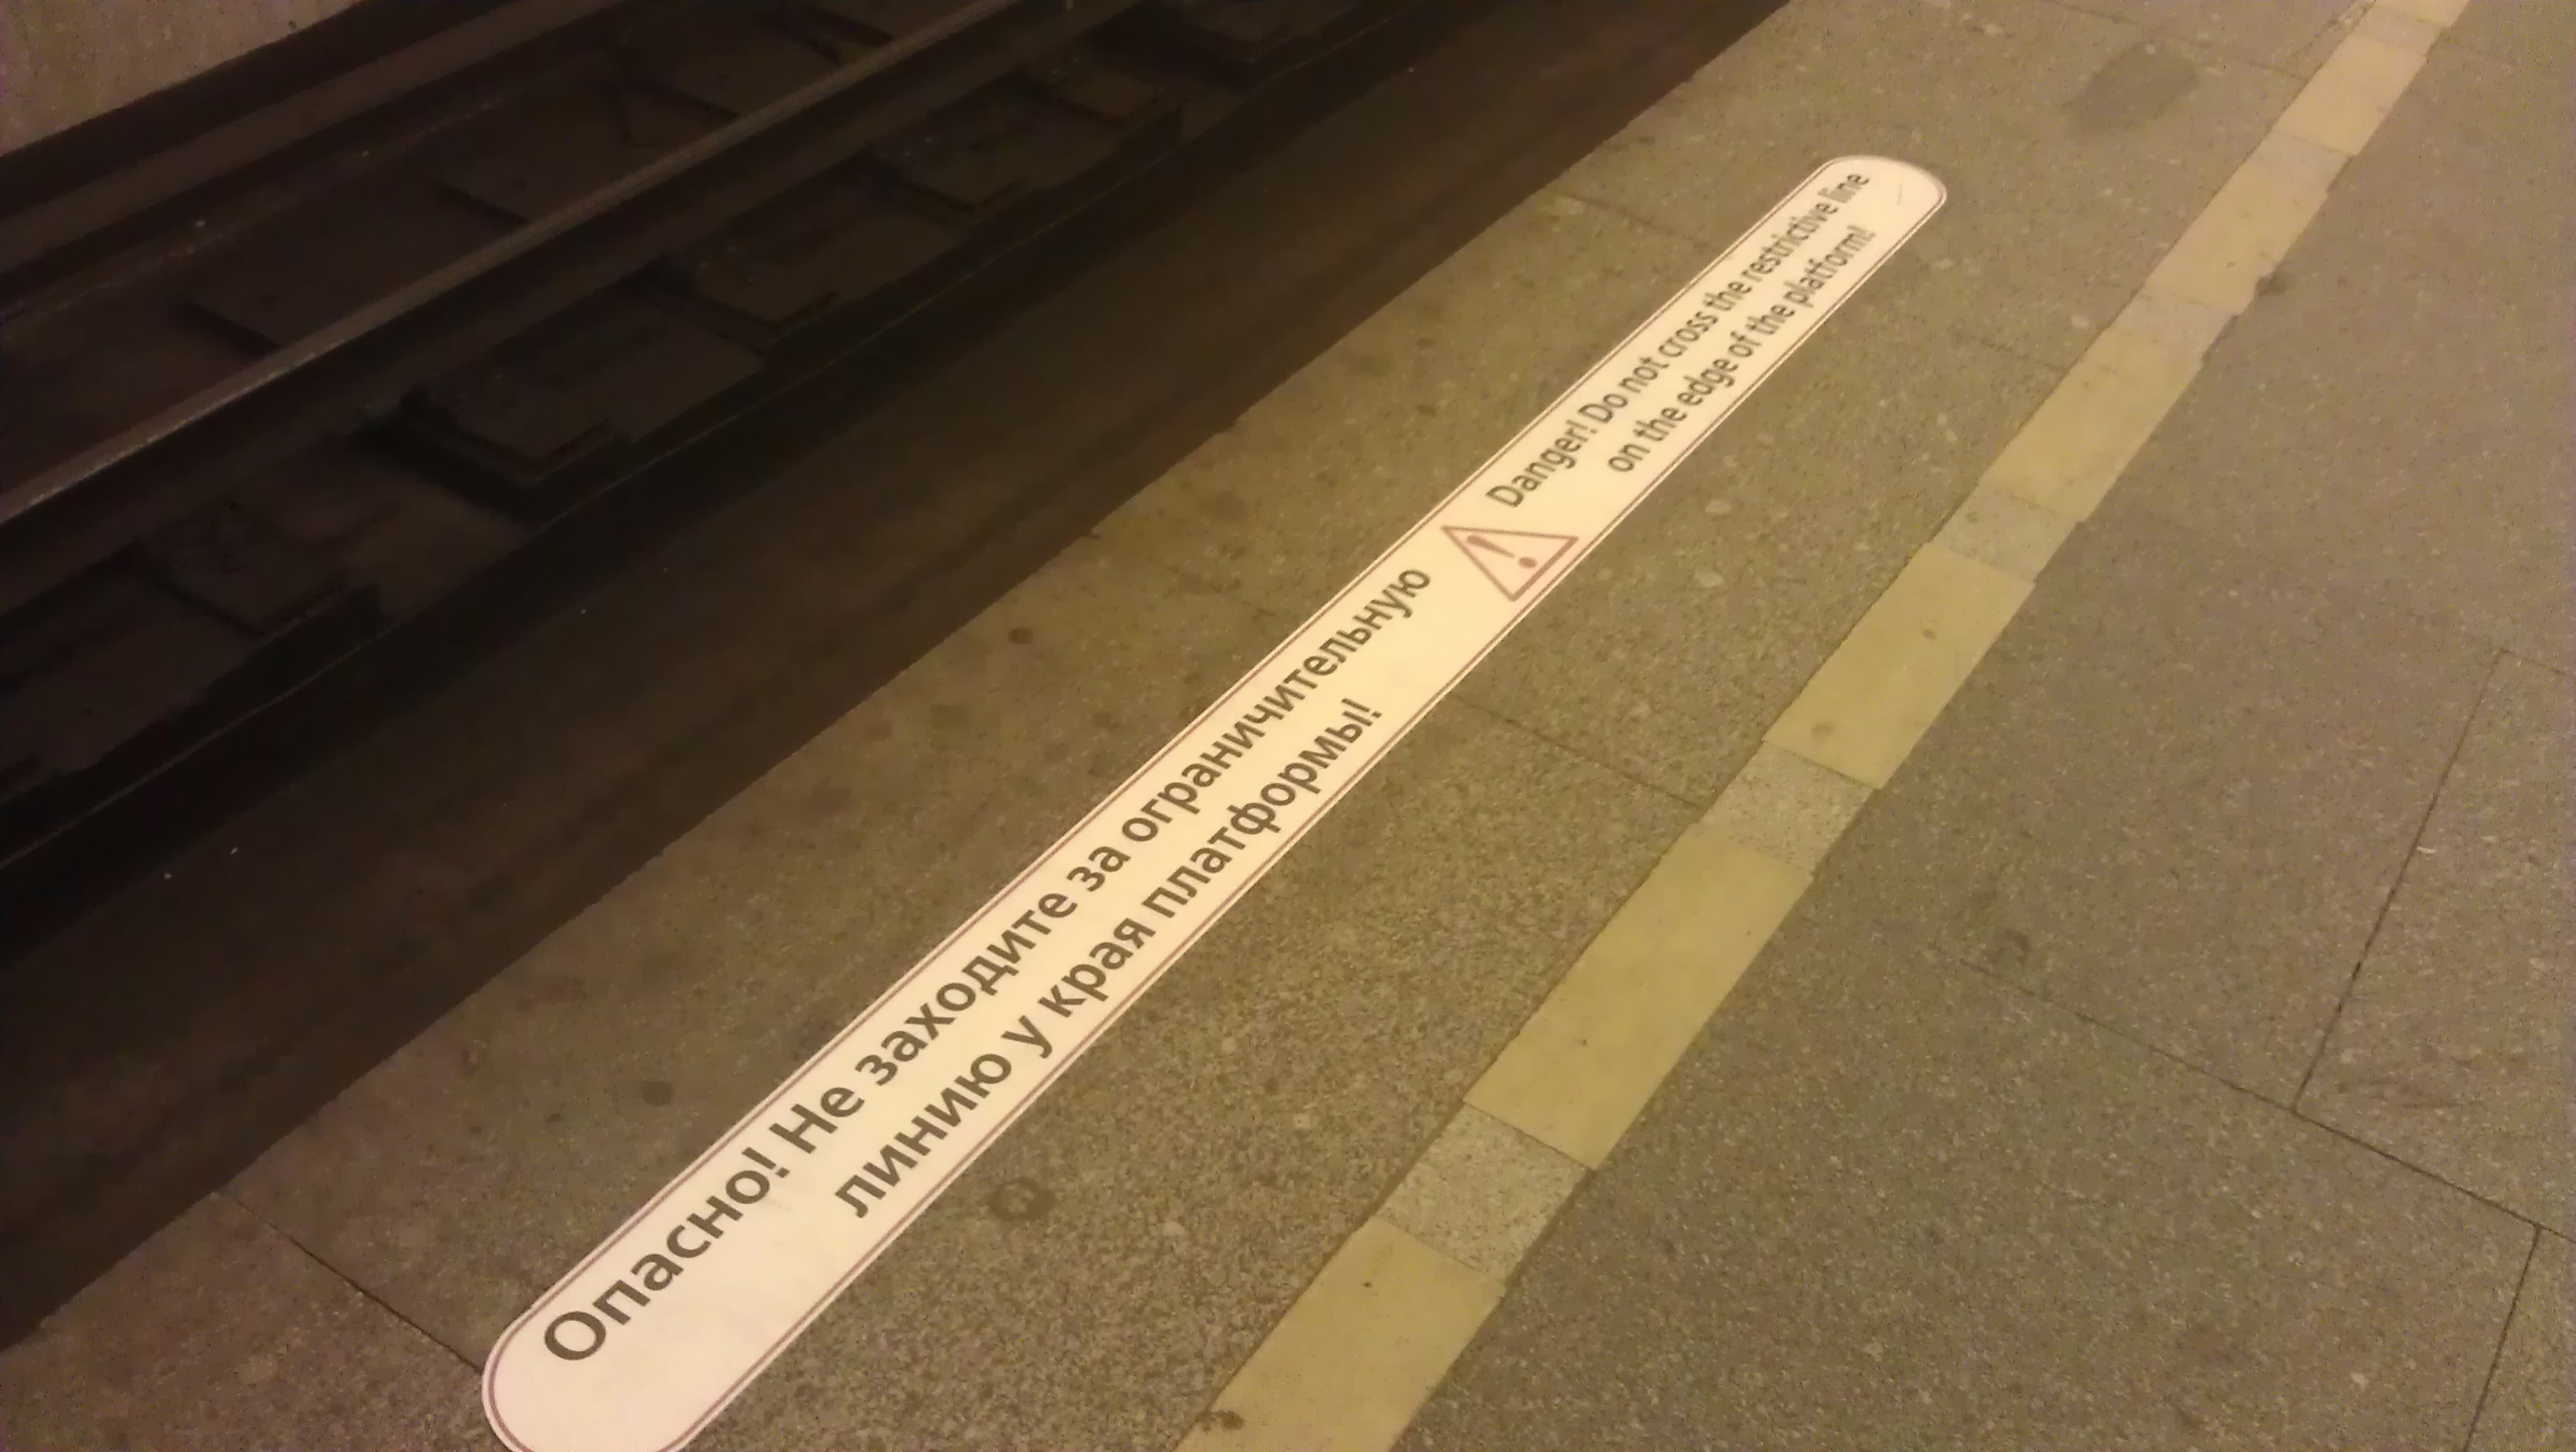 Опасно! Не заходите за ограничительную
линию у края платформы!
Danger! Do not cross the restrictive line
on the edge of the platform!